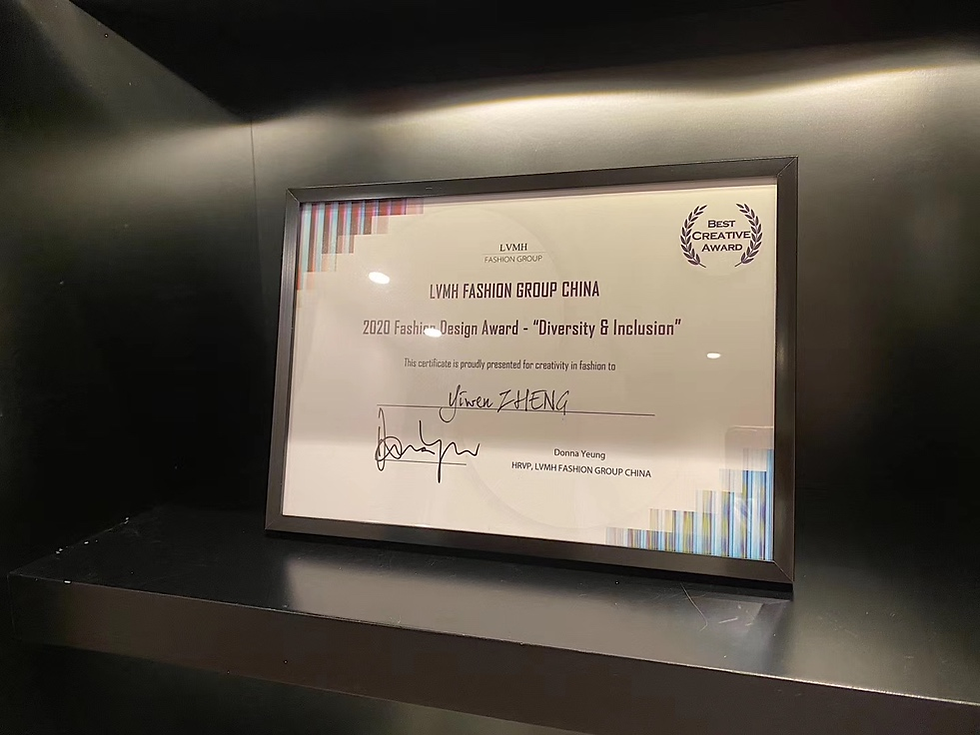 BEST
CREATIVE
AWARD
LVMH
FASHION GROUP
LVMH FASHION GROUP CHINA
2020 Fashion Design Award - “Diversity & Inclusion”
This certificate is proudly presented for creativity in fashion to
Yiwen ZHENG
Donna Yeung
HRVP, LVMH FASHION GROUP CHINA